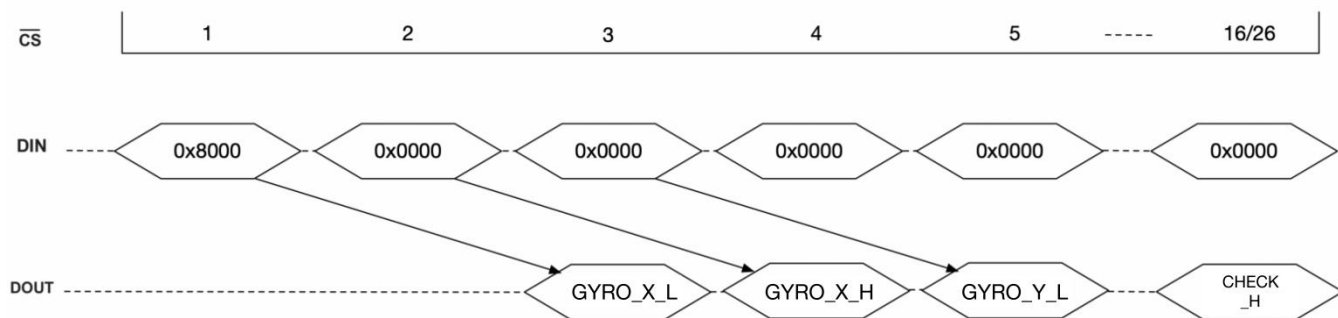 CS 1 2 3 4 5 16/26
DIN 0x8000 0x0000 0x0000 0x0000 0x0000 0x0000
DOUT GYRO_X_L GYRO_X_H GYRO_Y_L CHECK
_H